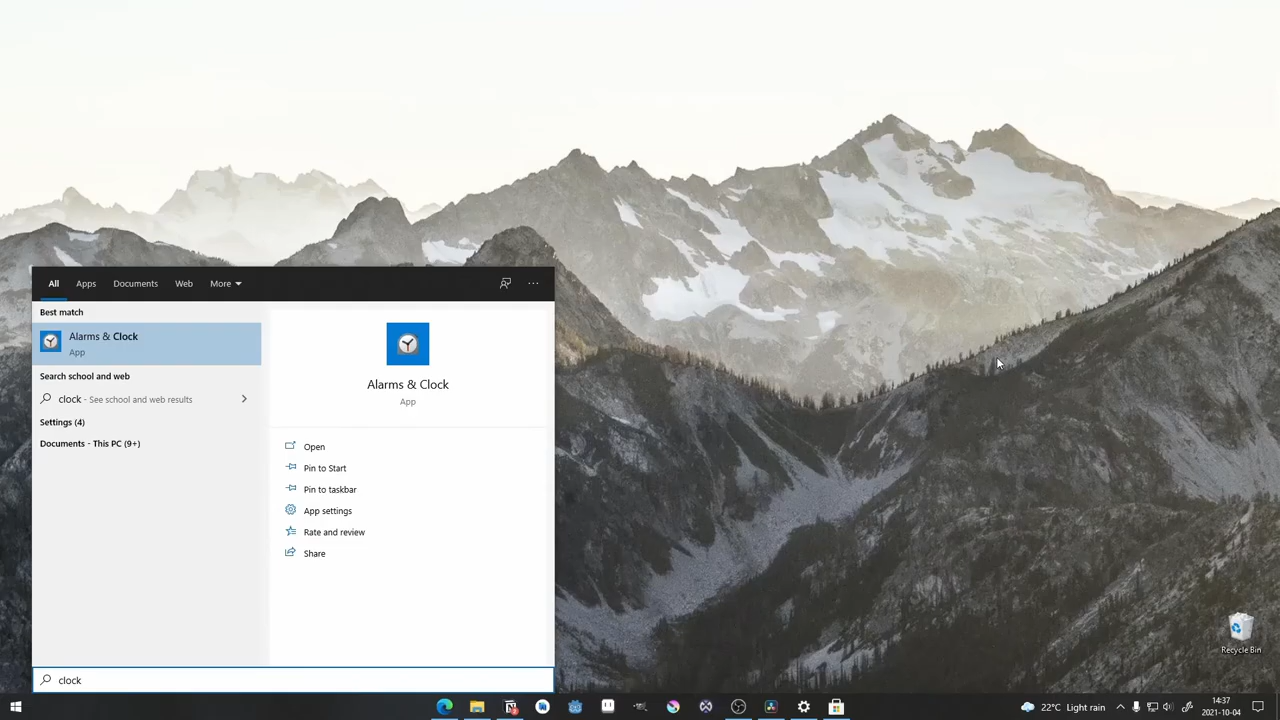 All Apps Documents Web More
Best match
Alarms & Clock
App
Search school and web
clock - See school and web results
Settings (4)
Documents - This PC (9+)
Alarms & Clock
App
Open
Pin to Start
Pin to taskbar
App settings
Rate and review
Share
Recycle Bin
clock
22°C Light rain
14:37
2021-10-04